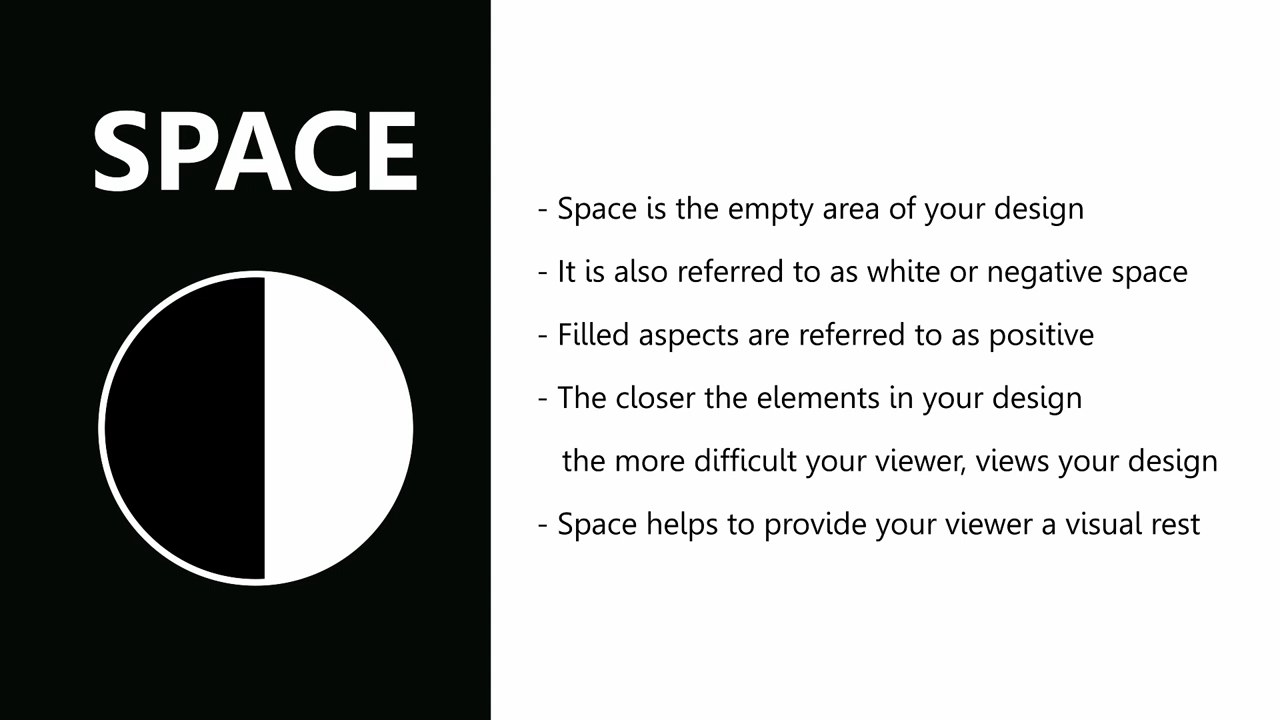 SPACE
- Space is the empty area of your design
- It is also referred to as white or negative space
- Filled aspects are referred to as positive
- The closer the elements in your design
the more difficult your viewer, views your design
- Space helps to provide your viewer a visual rest